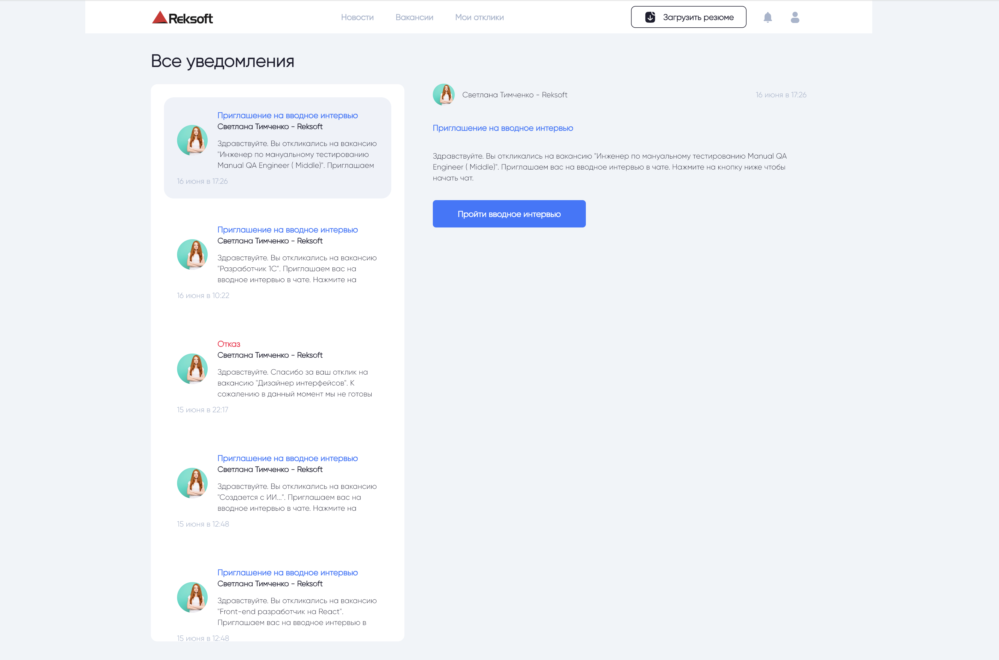 Reksoft
Новости
Вакансии
Мои отклики
Загрузить резюме
Все уведомления
Приглашение на вводное интервью
Светлана Тимченко - Reksoft
Здравствуйте. Вы откликались на вакансию
"Инженер по мануальному тестированию
Manual QA Engineer ( Middle)". Приглашаем
16 июня в 17:26
Приглашение на вводное интервью
Светлана Тимченко - Reksoft
Здравствуйте. Вы откликались на вакансию
"Разработчик 1С". Приглашаем вас на
вводное интервью в чате. Нажмите на
16 июня в 10:22
Отказ
Светлана Тимченко - Reksoft
Здравствуйте. Спасибо за ваш отклик на
вакансию "Дизайнер интерфейсов". К
сожалению в данный момент мы не готовы
15 июня в 22:17
Приглашение на вводное интервью
Светлана Тимченко - Reksoft
Здравствуйте. Вы откликались на вакансию
"Создается с ИИ...". Приглашаем вас на
вводное интервью в чате. Нажмите на
15 июня в 12:48
Приглашение на вводное интервью
Светлана Тимченко - Reksoft
Здравствуйте. Вы откликались на вакансию
"Front-end разработчик на React".
Приглашаем вас на вводное интервью в
15 июня в 12:48
Светлана Тимченко - Reksoft
16 июня в 17:26
Приглашение на вводное интервью
Здравствуйте. Вы откликались на вакансию "Инженер по мануальному тестированию Manual QA
Engineer ( Middle)". Приглашаем вас на вводное интервью в чате. Нажмите на кнопку ниже чтобы
начать чат.
Пройти вводное интервью